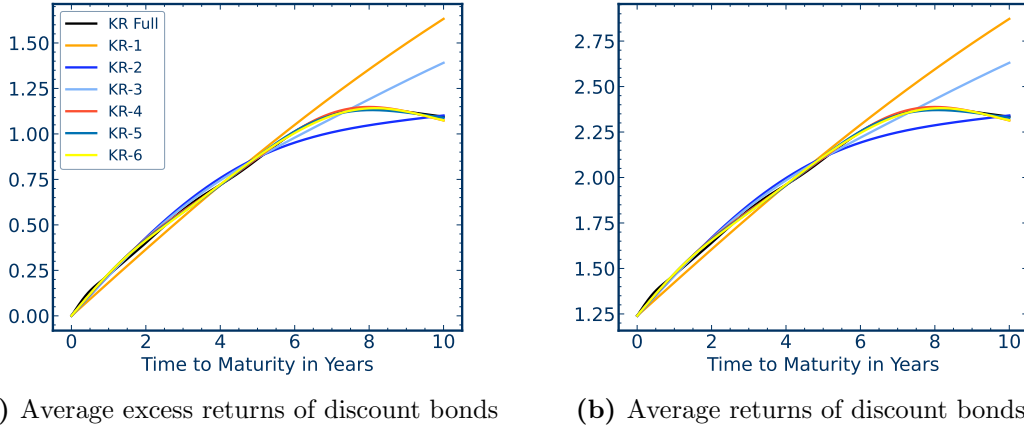 KR Full
KR-1
KR-2
KR-3
KR-4
KR-5
KR-6
1.50
1.25
1.00
0.75
0.50
0.25
0.00
0 2 4 6 8 10
Time to Maturity in Years
) Average excess returns of discount bonds
2.75
2.50
2.25
2.00
1.75
1.50
1.25
0 2 4 6 8 10
Time to Maturity in Years
(b) Average returns of discount bonds